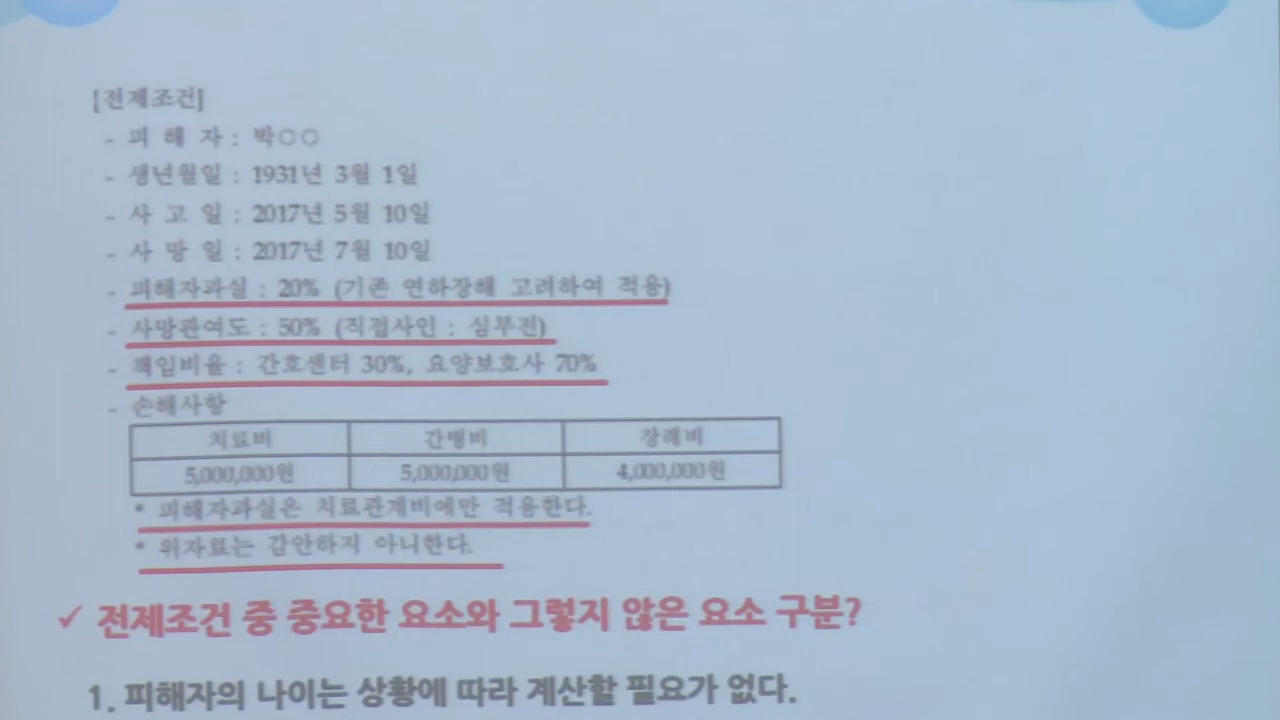 [전제조건]
- 피 해 자 : 박○○
- 생년월일 : 1931년 3월 1일
- 사 고 일 : 2017년 5월 10일
- 사 망 일 : 2017년 7월 10일
- 피해자과실 : 20% (기존 연하장해 고려하여 적용)
- 사망관여도 : 50% (직접사인 : 심부전)
- 책임비율 : 간호센터 30%, 요양보호사 70%
- 손해사항
치료비 간병비 장례비
5,000,000원 5,000,000원 4,000,000원
* 피해자과실은 치료관계비에만 적용한다.
* 위자료는 감안하지 아니한다.
✓ 전제조건 중 중요한 요소와 그렇지 않은 요소 구분?
1. 피해자의 나이는 상황에 따라 계산할 필요가 없다.